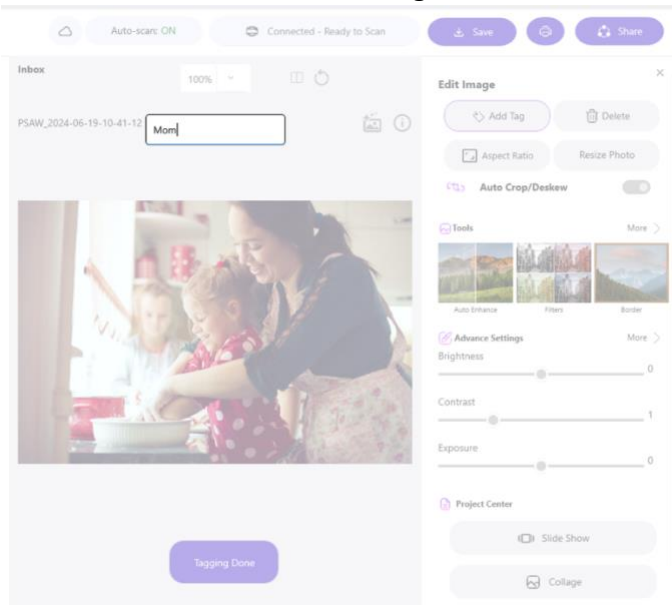 Auto-scan: ON
Connected - Ready to Scan
Save
Share
Inbox
100%
PSAW_2024-06-19-10-41-12
Mom
Edit Image
Add Tag
Delete
Aspect Ratio
Resize Photo
Auto Crop/Deskew
Tools
More
Auto Enhance
Filters
Border
Advance Settings
More
Brightness
0
Contrast
1
Exposure
0
Project Center
Slide Show
Collage
Tagging Done